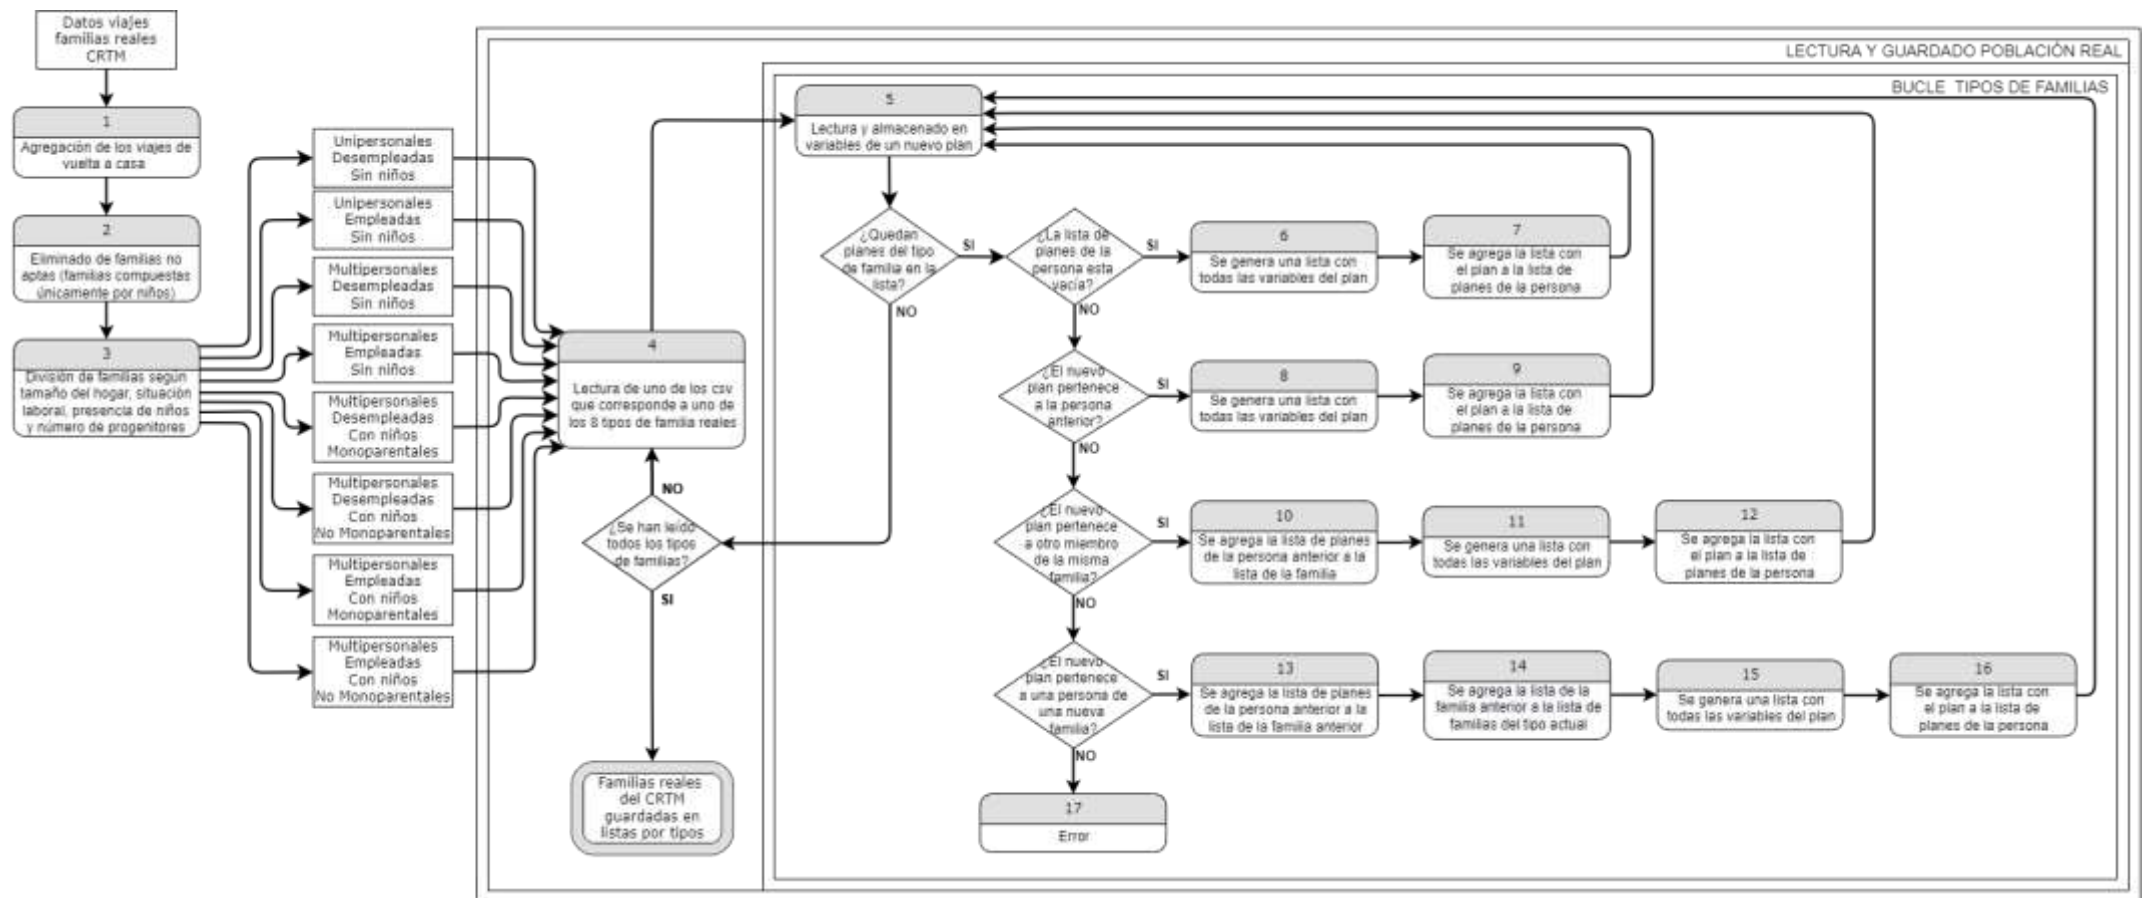 Datos viajes
familias reales
CRTM
1
Agregación de los viajes de
vuelta a casa
2
Eliminado de familias no
aptas (familias compuestas
únicamente por niños)
3
División de familias según
tamaño del hogar, situación
laboral, presencia de niños
y número de progenitores
Unipersonales
Desempleadas
Sin niños
Unipersonales
Empleadas
Sin niños
Multipersonales
Desempleadas
Sin niños
Multipersonales
Empleadas
Sin niños
Multipersonales
Desempleadas
Con niños
Monoparentales
Multipersonales
Desempleadas
Con niños
No Monoparentales
Multipersonales
Empleadas
Con niños
Monoparentales
Multipersonales
Empleadas
Con niños
No Monoparentales
LECTURA Y GUARDADO POBLACIÓN REAL
4
Lectura de uno de los csv
que corresponde a uno de
los 8 tipos de familia reales
NO
¿Se han leído
todos los tipos
de familias?
SI
Familias reales
del CRTM
guardadas en
listas por tipos
BUCLE TIPOS DE FAMILIAS
5
Lectura y almacenado en
variables de un nuevo plan
¿Quedan
planes del tipo
de familia en la
lista?
SI
NO
¿La lista de
planes de la
persona esta
vacía?
SI
NO
6
Se genera una lista con
todas las variables del plan
7
Se agrega la lista con
el plan a la lista de
planes de la persona
¿El nuevo
plan pertenece
a la persona
anterior?
SI
NO
8
Se genera una lista con
todas las variables del plan
9
Se agrega la lista con
el plan a la lista de
planes de la persona
¿El nuevo
plan pertenece
a otro miembro
de la misma
familia?
SI
NO
10
Se agrega la lista de planes
de la persona anterior a la
lista de la familia
11
Se genera una lista con
todas las variables del plan
12
Se agrega la lista con
el plan a la lista de
planes de la persona
¿El nuevo
plan pertenece
a una persona de
una nueva
familia?
SI
NO
13
Se agrega la lista de planes
de la persona anterior a la
lista de la familia anterior
14
Se agrega la lista de la
familia anterior a la lista de
familias del tipo actual
15
Se genera una lista con
todas las variables del plan
16
Se agrega la lista con
el plan a la lista de
planes de la persona
17
Error